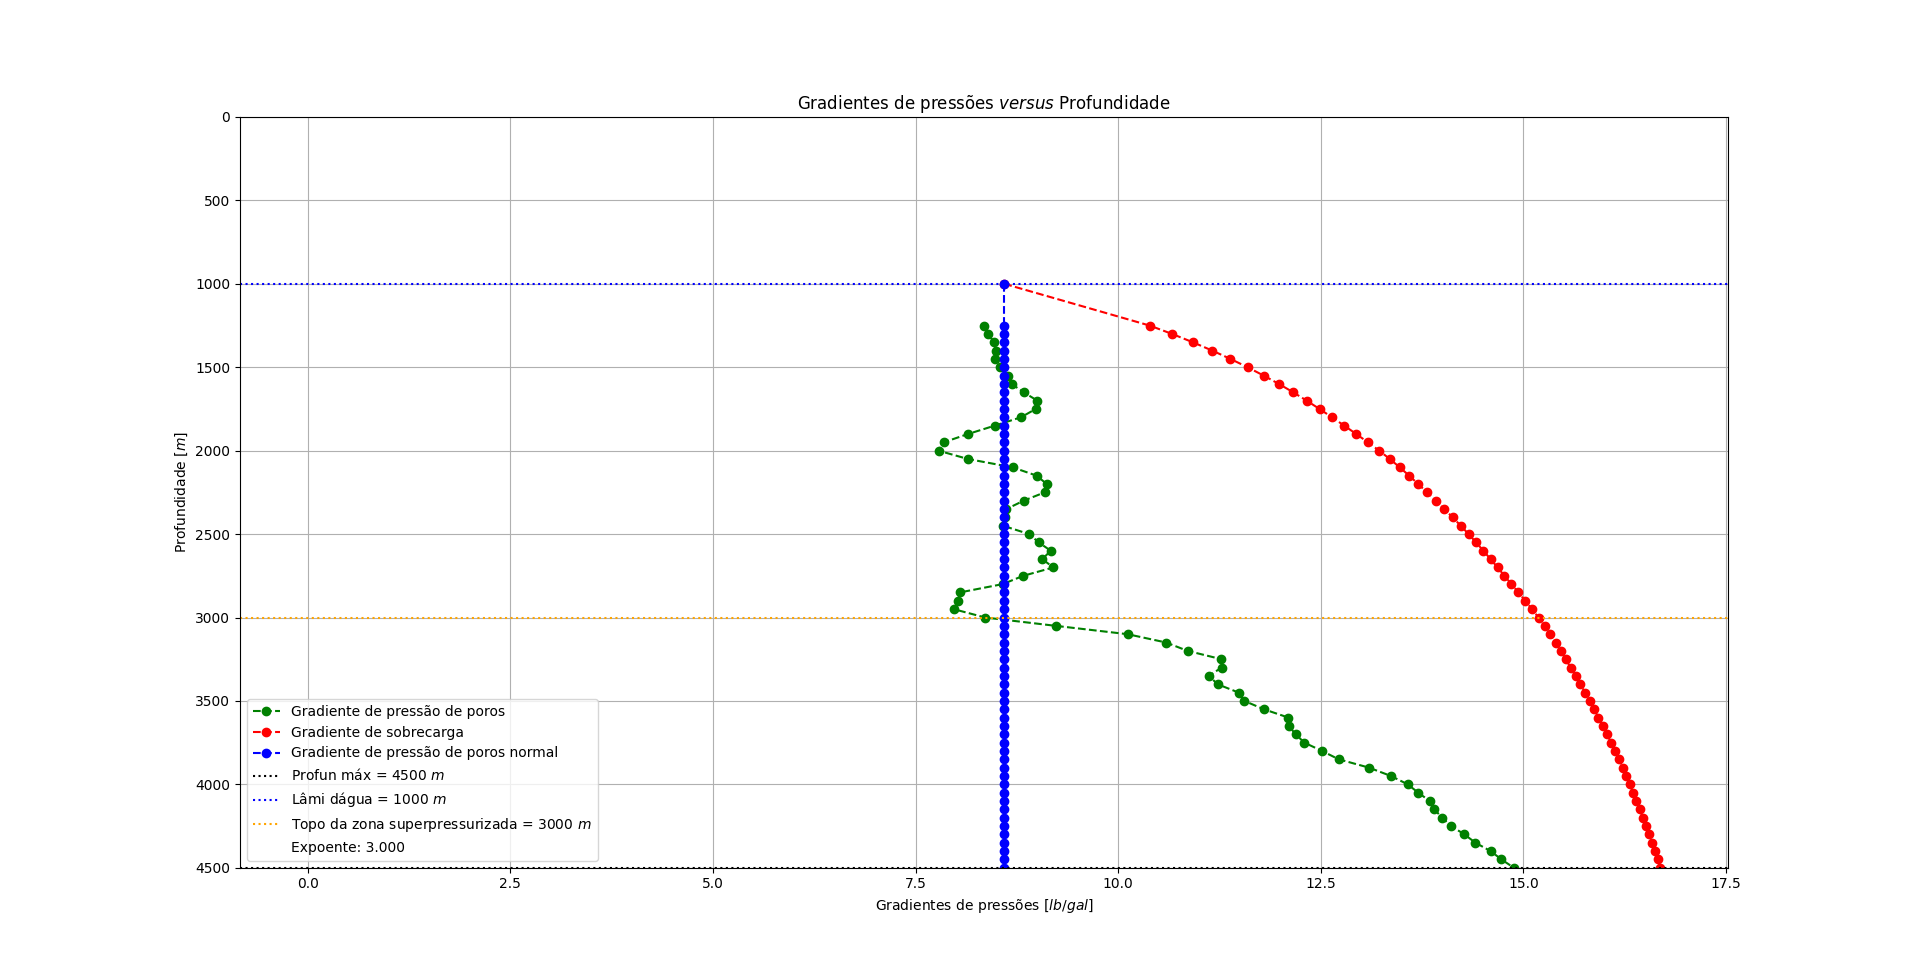 Gradientes de pressões versus Profundidade
0
500
1000
1500
2000
2500
3000
3500
4000
4500
Profundidade [m]
Gradiente de pressão de poros
Gradiente de sobrecarga
Gradiente de pressão de poros normal
Profun máx = 4500 m
Lâmi dágua = 1000 m
Topo da zona superpressurizada = 3000 m
Expoente: 3.000
0.0 2.5 5.0 7.5 10.0 12.5 15.0 17.5
Gradientes de pressões [lb/gal]